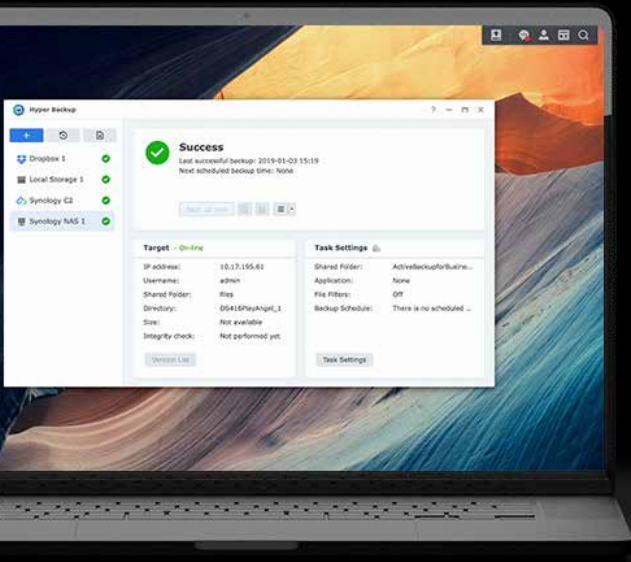 Hyper Backup
Success
Last successful backup: 2019-01-03 15:19
Next scheduled backup time: None
Dropbox 1
Local Storage 1
Synology C2
Synology NAS 1
Target - On-line
IP address: 10.17.195.61
Username: admin
Shared Folder: files
Directory: DS416PlayAngel_1
Size: Not available
Integrity check: Not performed yet
Version List
Task Settings
Shared Folder: ActiveBackupforBusine...
Application: None
File Filters: Off
Backup Schedule: There is no scheduled ...
Task Settings